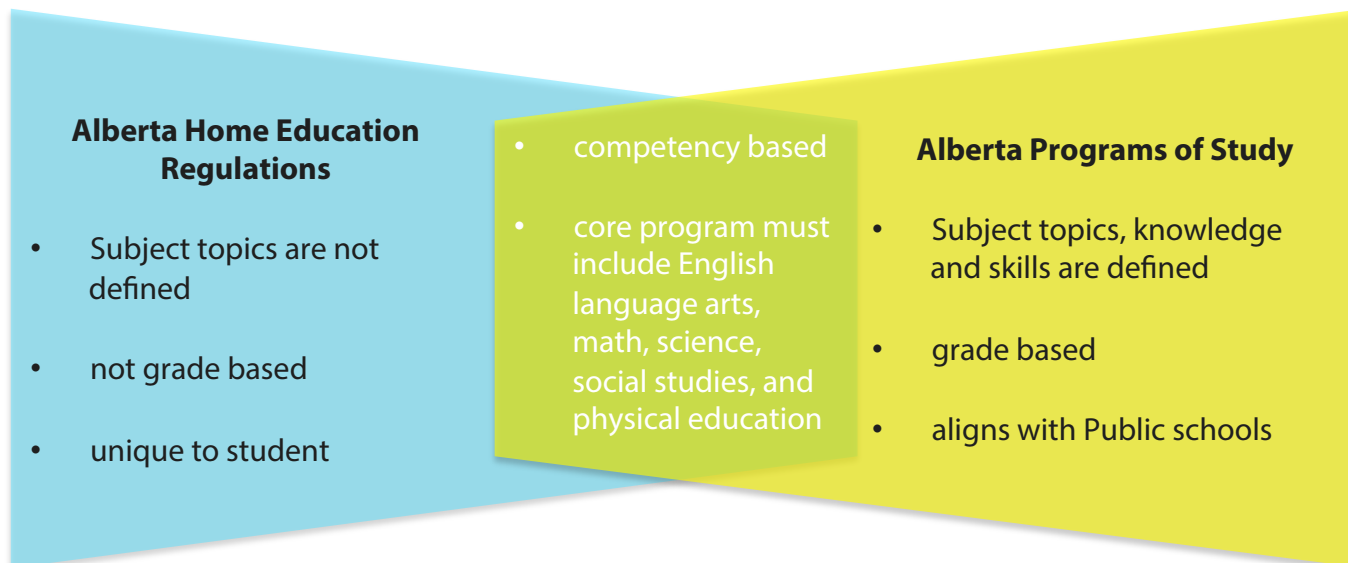 Alberta Home Education
Regulations
• Subject topics are not
defined
• not grade based
• unique to student
• competency based
• core program must
include English
language arts,
math, science,
social studies, and
physical education
Alberta Programs of Study
• Subject topics, knowledge
and skills are defined
• grade based
• aligns with Public schools